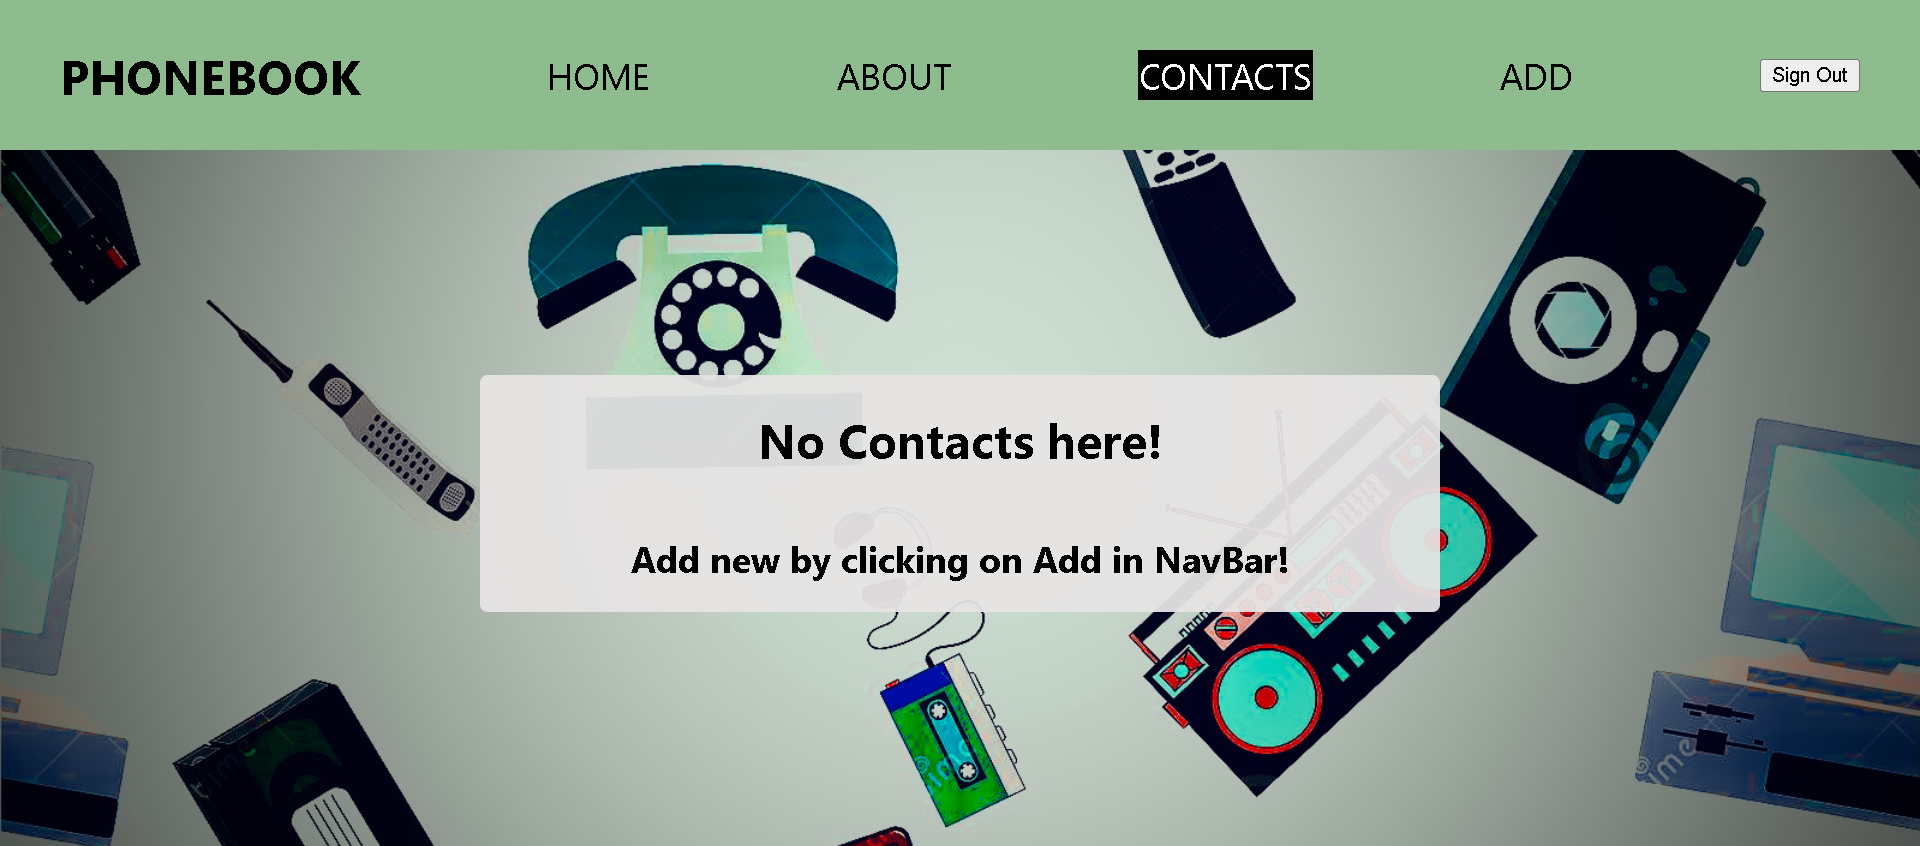 PHONEBOOK HOME ABOUT CONTACTS ADD Sign Out
No Contacts here!
Add new by clicking on Add in NavBar!